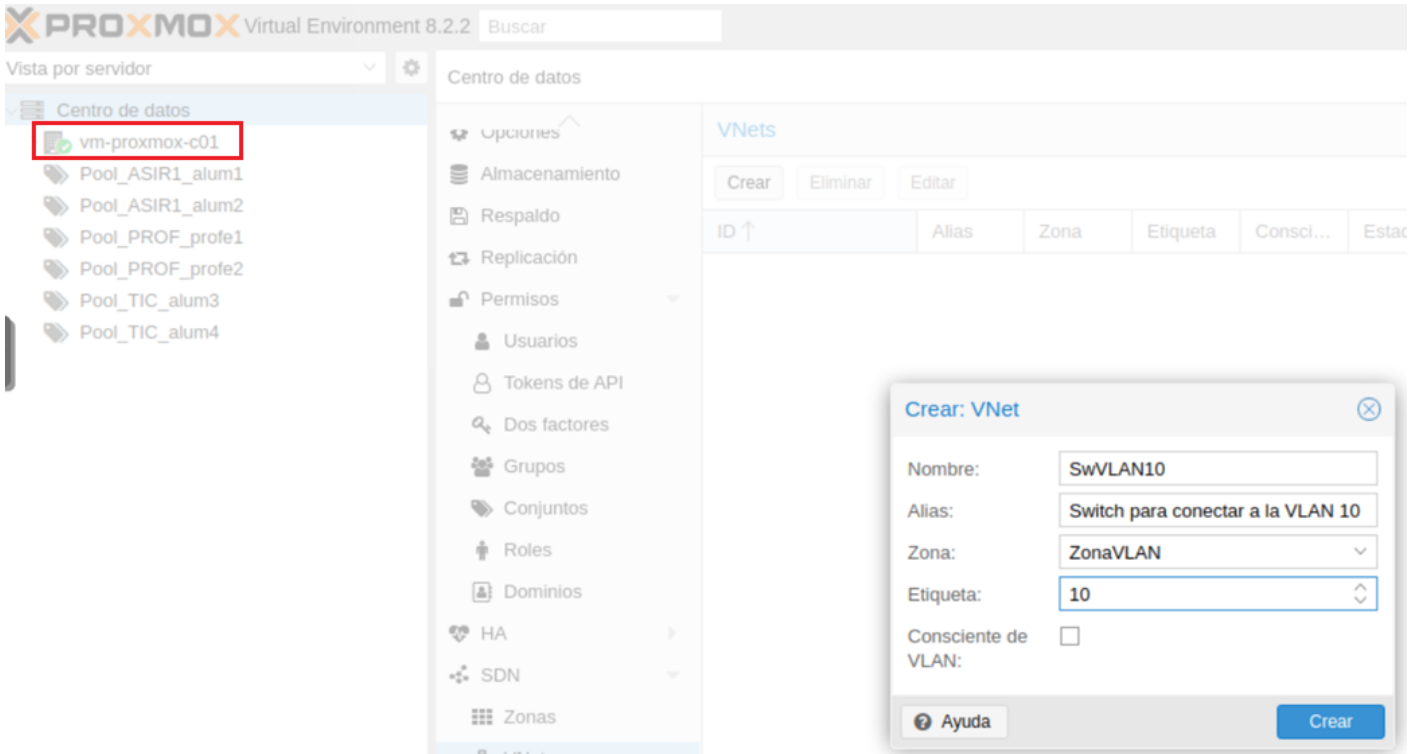 PROXMOX Virtual Environment 8.2.2 Buscar
Vista por servidor
Centro de datos
vm-proxmox-c01
Pool_ASIR1_alum1
Pool_ASIR1_alum2
Pool_PROF_profe1
Pool_PROF_profe2
Pool_TIC_alum3
Pool_TIC_alum4
Centro de datos
Opciones
Almacenamiento
Respaldo
Replicación
Permisos
Usuarios
Tokens de API
Dos factores
Grupos
Conjuntos
Roles
Dominios
HA
SDN
Zonas
VNets
Crear Eliminar Editar
ID Alias Zona Etiqueta Consci... Estad
Crear: VNet
Nombre: SwVLAN10
Alias: Switch para conectar a la VLAN 10
Zona: ZonaVLAN
Etiqueta: 10
Consciente de
VLAN:
Ayuda Crear